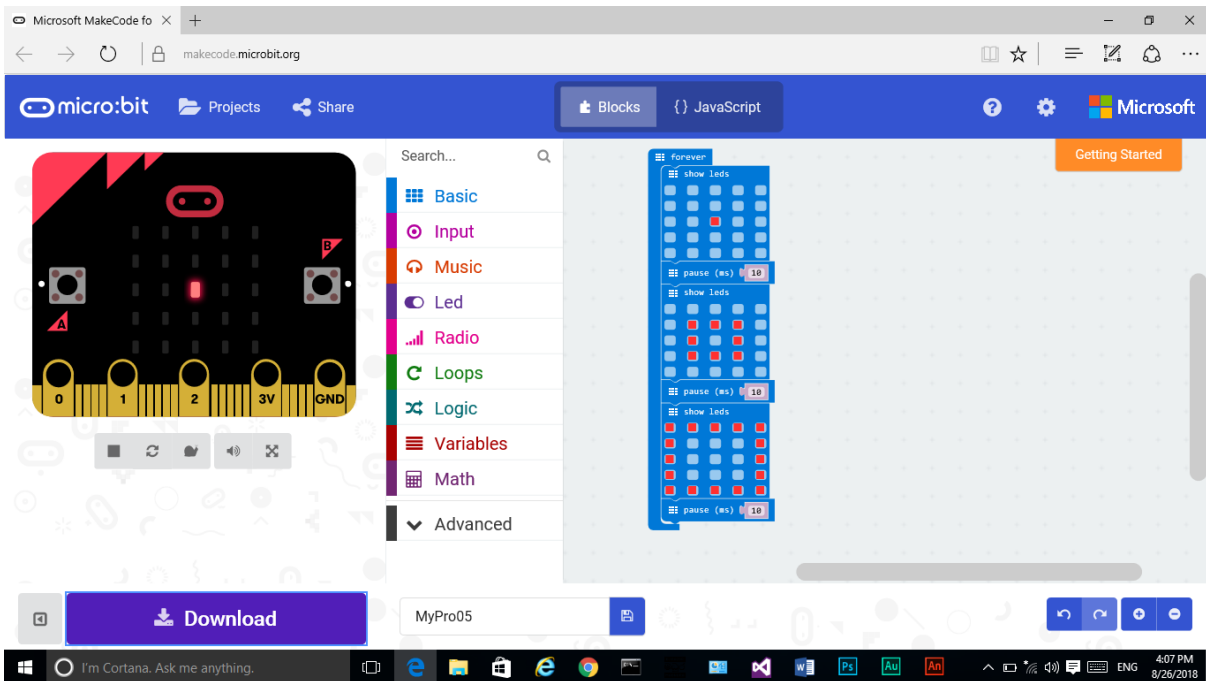 Microsoft MakeCode fo
makecode.microbit.org
micro:bit
Projects
Share
Blocks
{} JavaScript
Microsoft
Search...
Getting Started
Basic
Input
Music
Led
Radio
Loops
Logic
Variables
Math
Advanced
A
B
0
1
2
3V
GND
forever
show leds
pause (ms) 10
show leds
pause (ms) 10
show leds
pause (ms) 10
Download
MyPro05
I'm Cortana. Ask me anything.
Ps
Au
An
ENG
4:07 PM
8/26/2018